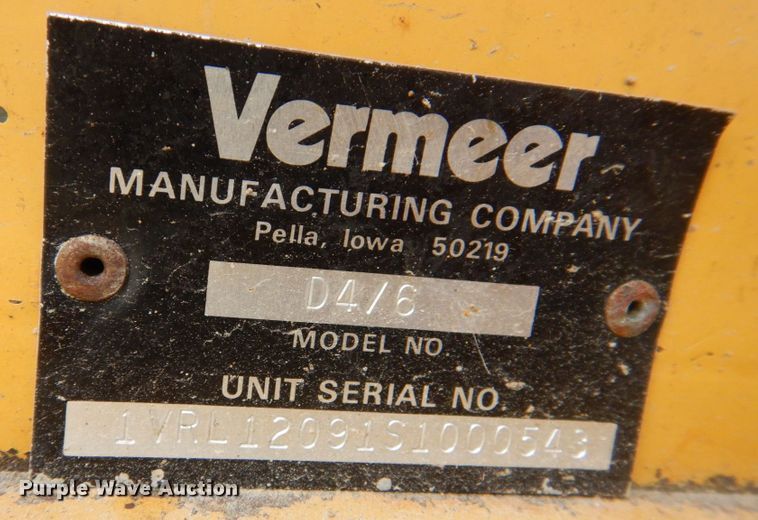 Vermeer
MANUFACTURING COMPANY
Pella, Iowa 50219
D4/6
MODEL NO
UNIT SERIAL NO
1VRL12091S1000543
Purple Wave Auction